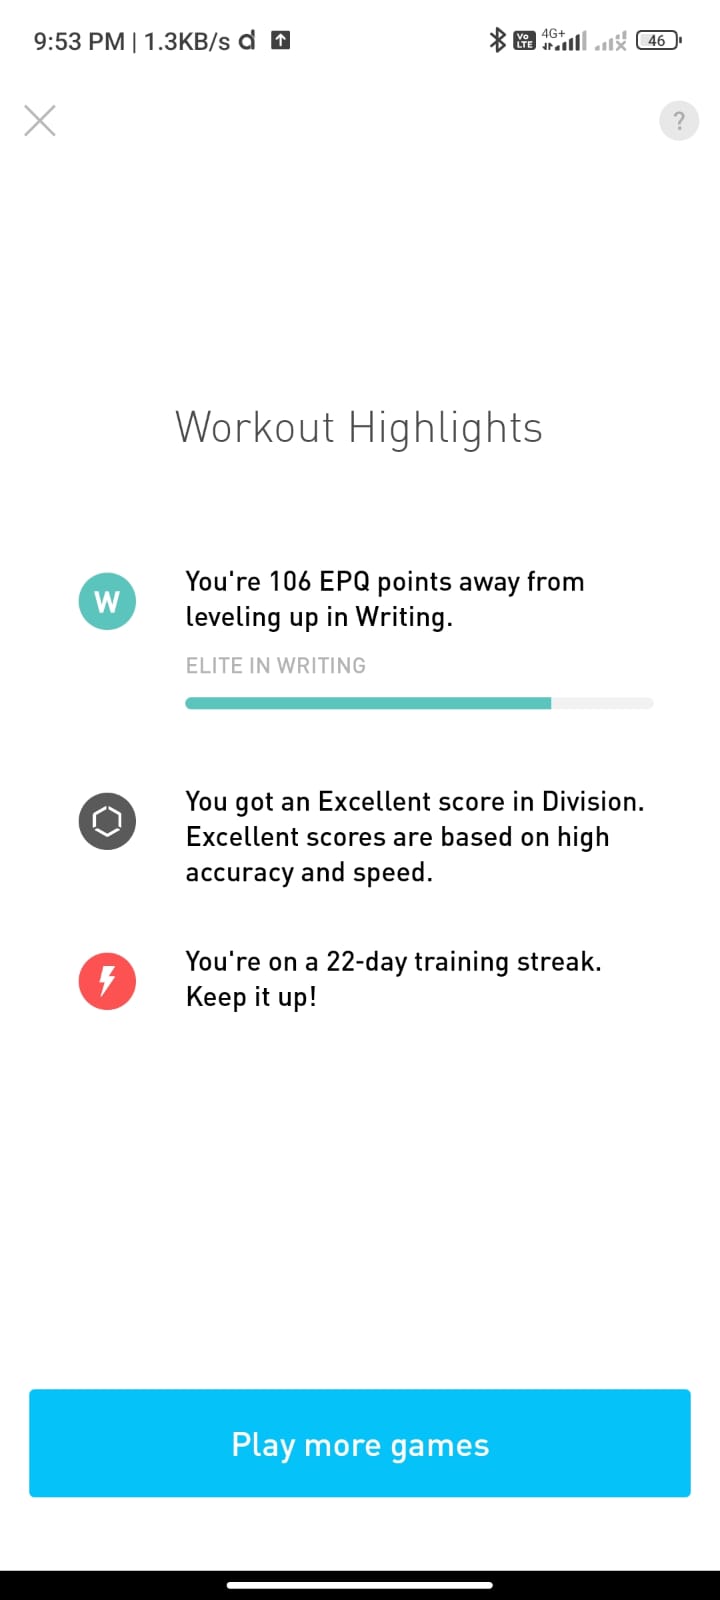 9:53 PM | 1.3KB/s d
Vo LTE 4G+ 46
?
Workout Highlights
W
You're 106 EPQ points away from
leveling up in Writing.
ELITE IN WRITING
You got an Excellent score in Division.
Excellent scores are based on high
accuracy and speed.
You're on a 22-day training streak.
Keep it up!
Play more games